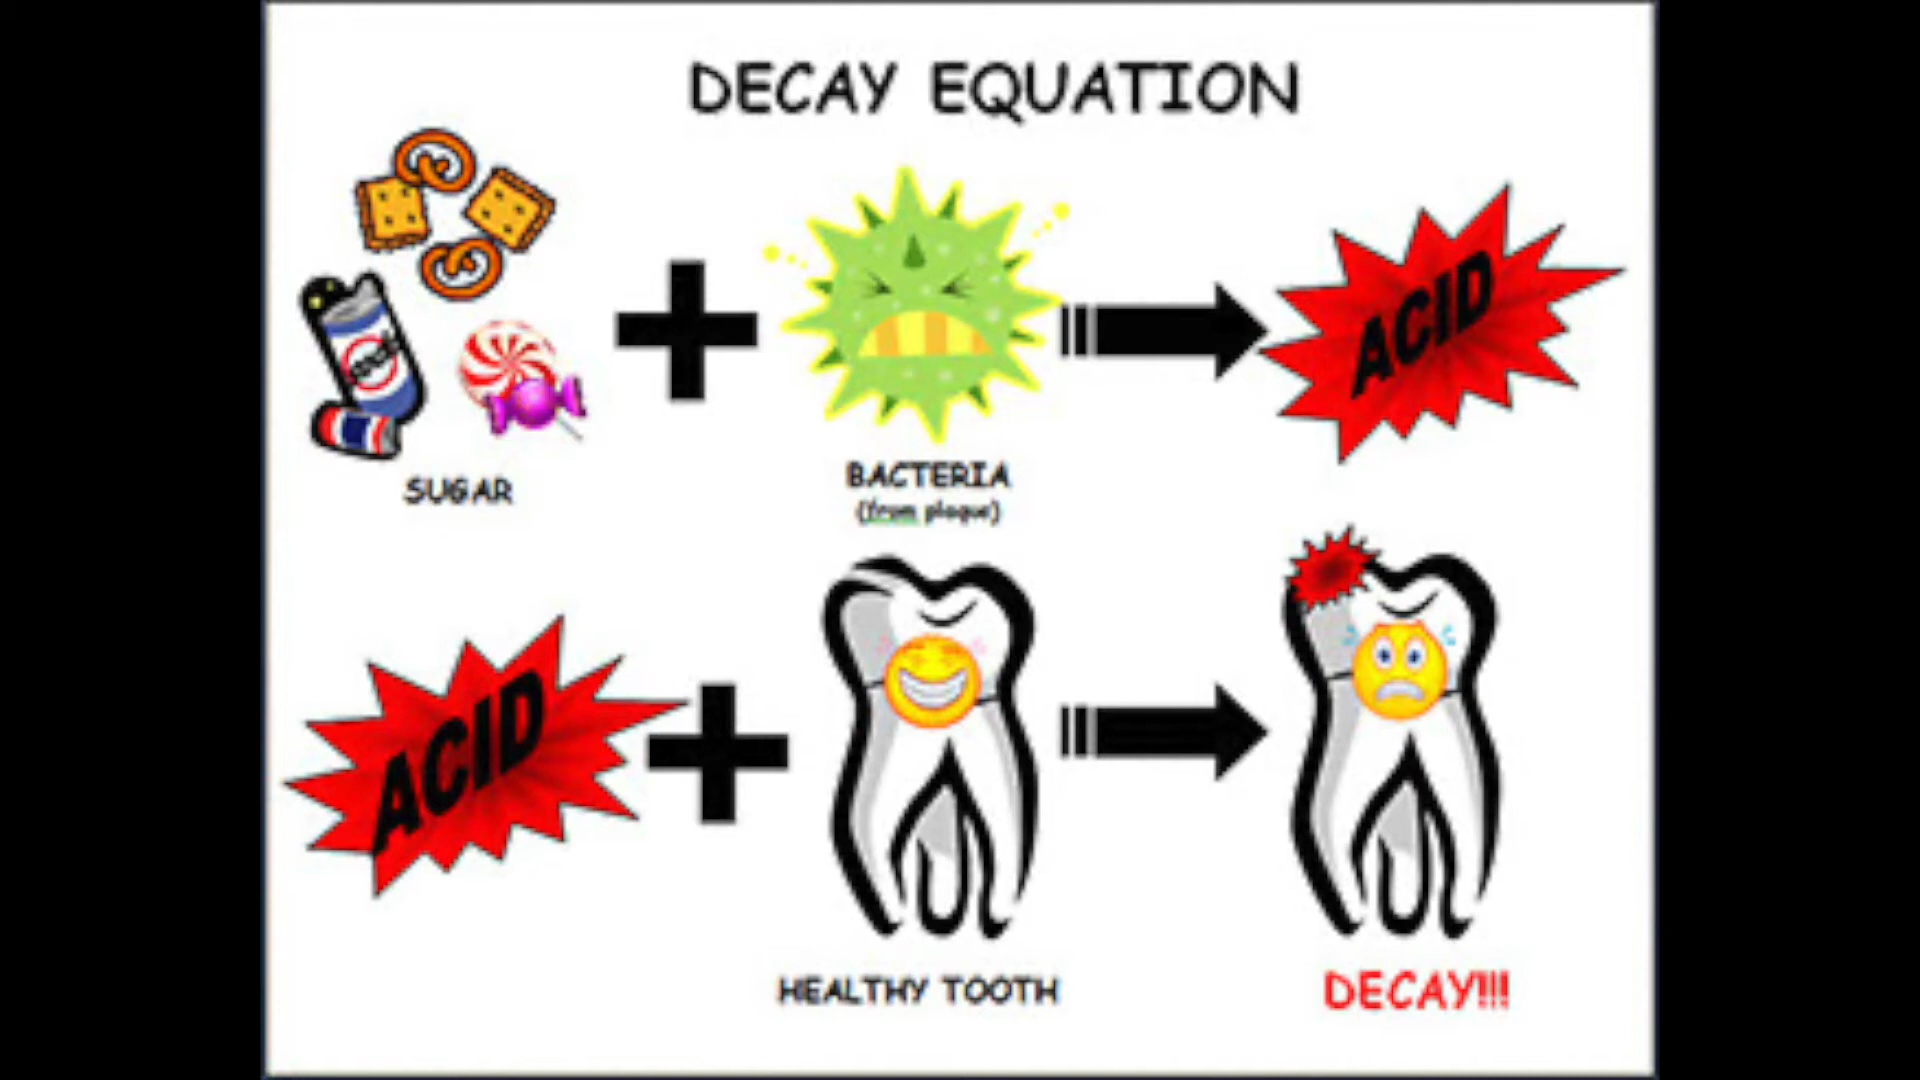 DECAY EQUATION
ACID
SUGAR
BACTERIA
(from plaque)
ACID
HEALTHY TOOTH
DECAY!!!